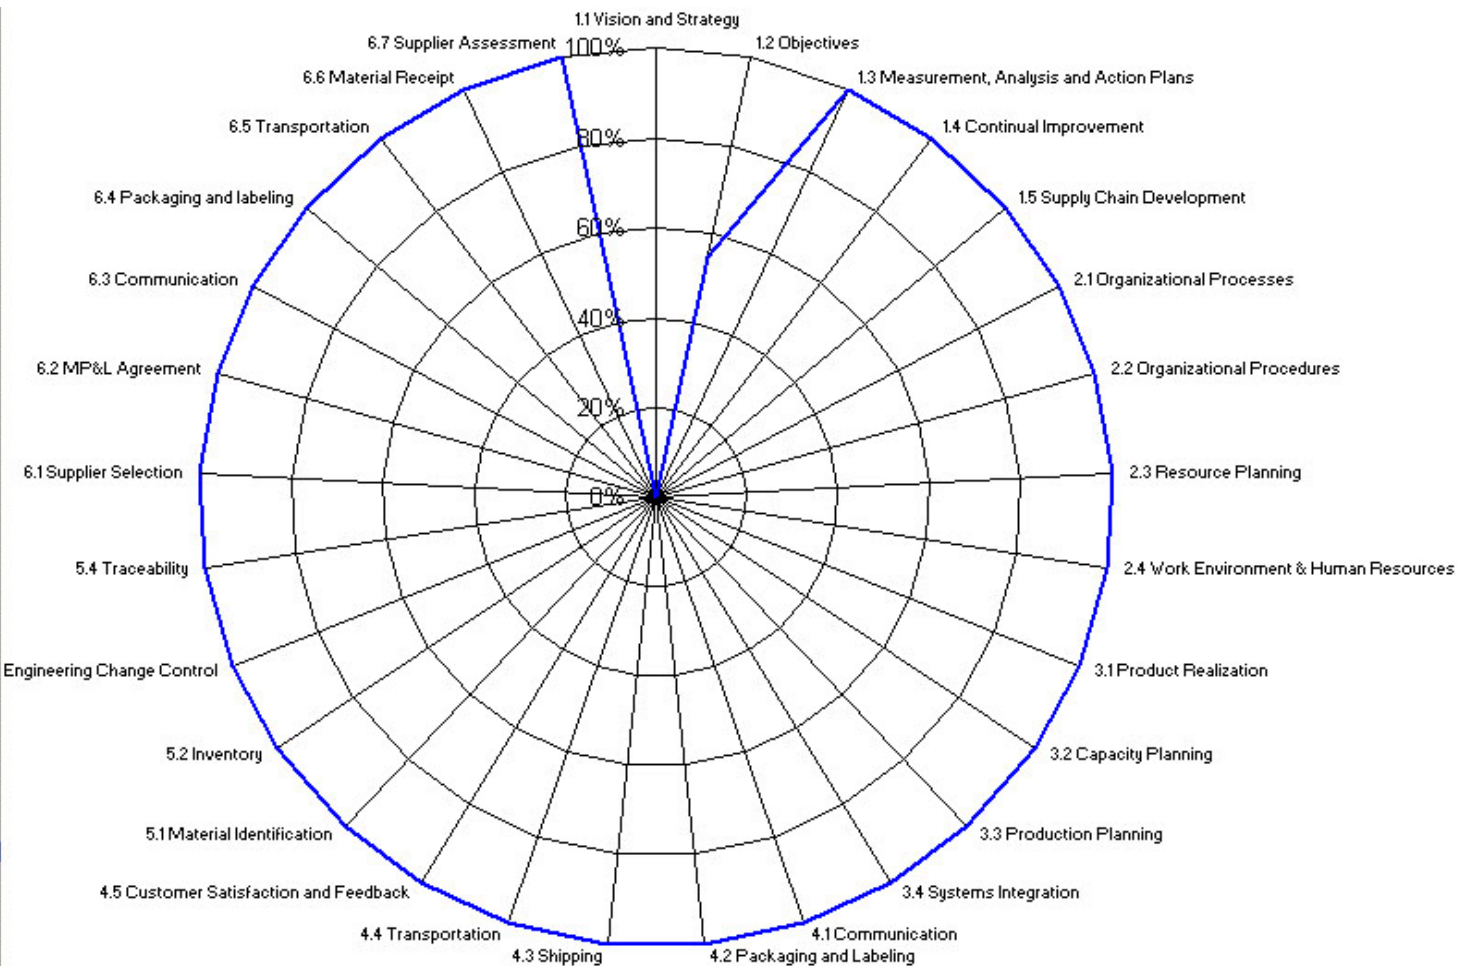 1.1 Vision and Strategy
1.2 Objectives
1.3 Measurement, Analysis and Action Plans
1.4 Continual Improvement
1.5 Supply Chain Development
2.1 Organizational Processes
2.2 Organizational Procedures
2.3 Resource Planning
2.4 Work Environment & Human Resources
3.1 Product Realization
3.2 Capacity Planning
3.3 Production Planning
3.4 Systems Integration
4.1 Communication
4.2 Packaging and Labeling
4.3 Shipping
4.4 Transportation
4.5 Customer Satisfaction and Feedback
5.1 Material Identification
5.2 Inventory
Engineering Change Control
5.4 Traceability
6.1 Supplier Selection
6.2 MP&L Agreement
6.3 Communication
6.4 Packaging and labeling
6.5 Transportation
6.6 Material Receipt
6.7 Supplier Assessment
100%
80%
60%
40%
20%
0%